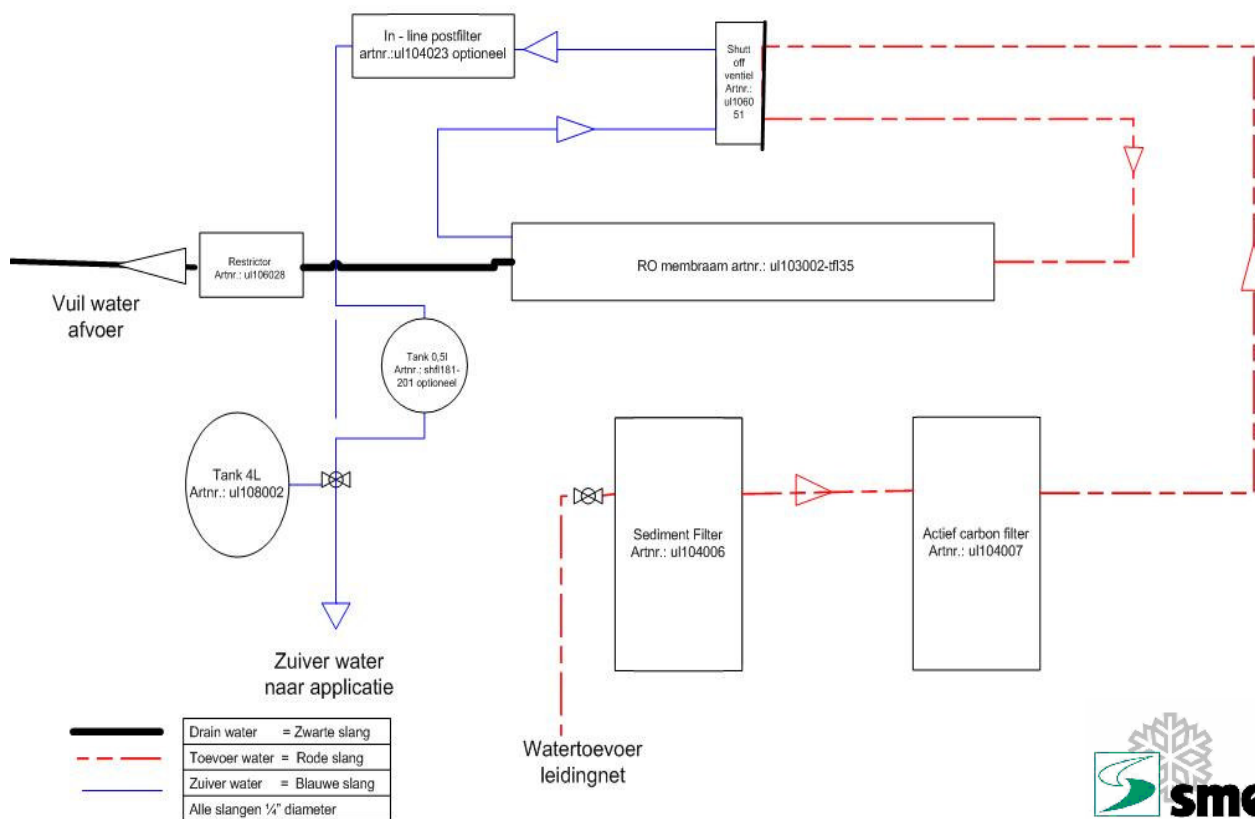 In - line postfilter
artnr.:ul104023 optioneel
Shutt
off
ventiel
Artnr.:
ul1060
51
Restrictor
Artnr.: ul106028
RO membraam artnr.: ul103002-tfl35
Vuil water
afvoer
Tank 0,5l
Artnr.: shfl181-
201 optioneel
Tank 4L
Artnr.: ul108002
Sediment Filter
Artnr.: ul104006
Actief carbon filter
Artnr.: ul104007
Zuiver water
naar applicatie
Watertoevoer
leidingnet
Drain water = Zwarte slang
Toevoer water = Rode slang
Zuiver water = Blauwe slang
Alle slangen ¼" diameter